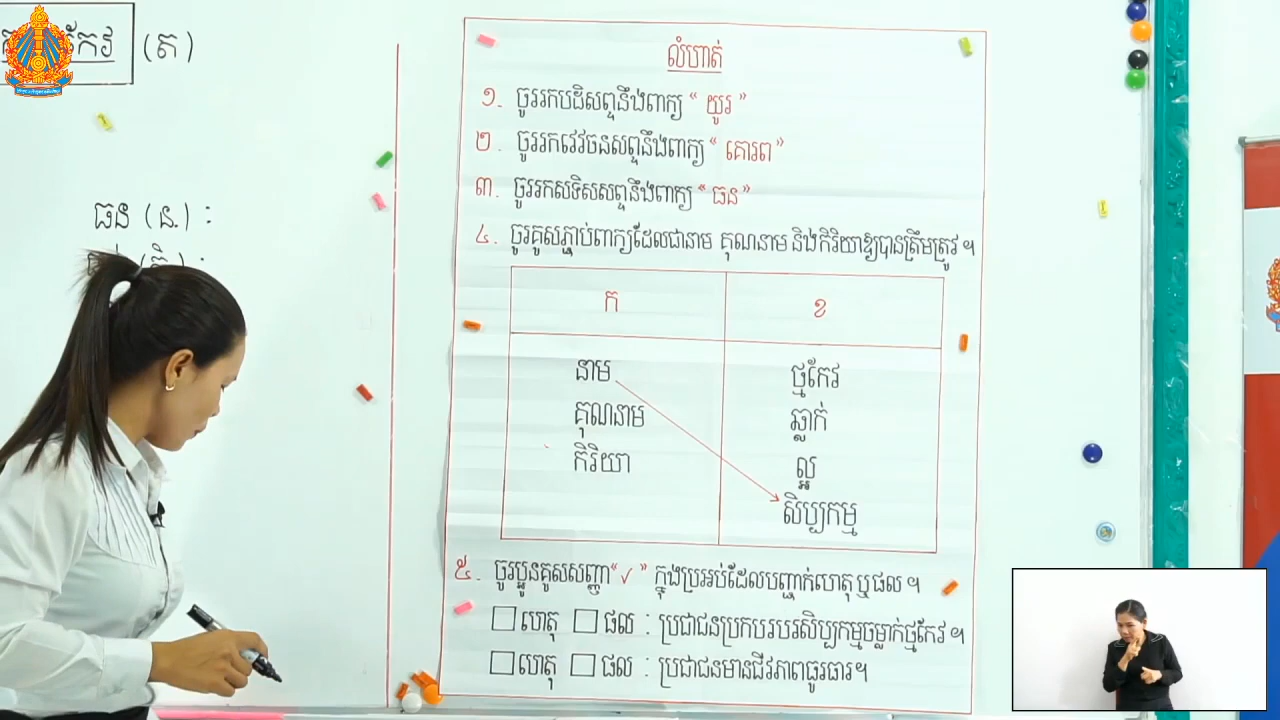 កែវ (ត)
ធន (ន.) :
លំហាត់
១. ចូររកបដិសព្ទនឹងពាក្យ “ យូរ ”
២. ចូររកវេវចនសព្ទនឹងពាក្យ “ គោរព ”
៣. ចូររកសទិសសព្ទនឹងពាក្យ “ ធន ”
៤. ចូរគូសភ្ជាប់ពាក្យដែលជានាម គុណនាម និងកិរិយាឱ្យបានត្រឹមត្រូវ ។
ក ខ
នាម ថ្មកែវ
គុណនាម ឆ្លាក់
កិរិយា ល្អ
សិប្បកម្ម
៥. ចូរប្អូនគូសសញ្ញា “ ✓ ” ក្នុងប្រអប់ដែលបញ្ជាក់ហេតុ ឬផល ។
☐ ហេតុ ☐ ផល : ប្រជាជនប្រកបរបរសិប្បកម្មចម្លាក់ថ្មកែវ ។
☐ ហេតុ ☐ ផល : ប្រជាជនមានជីវភាពធូរធារ ។